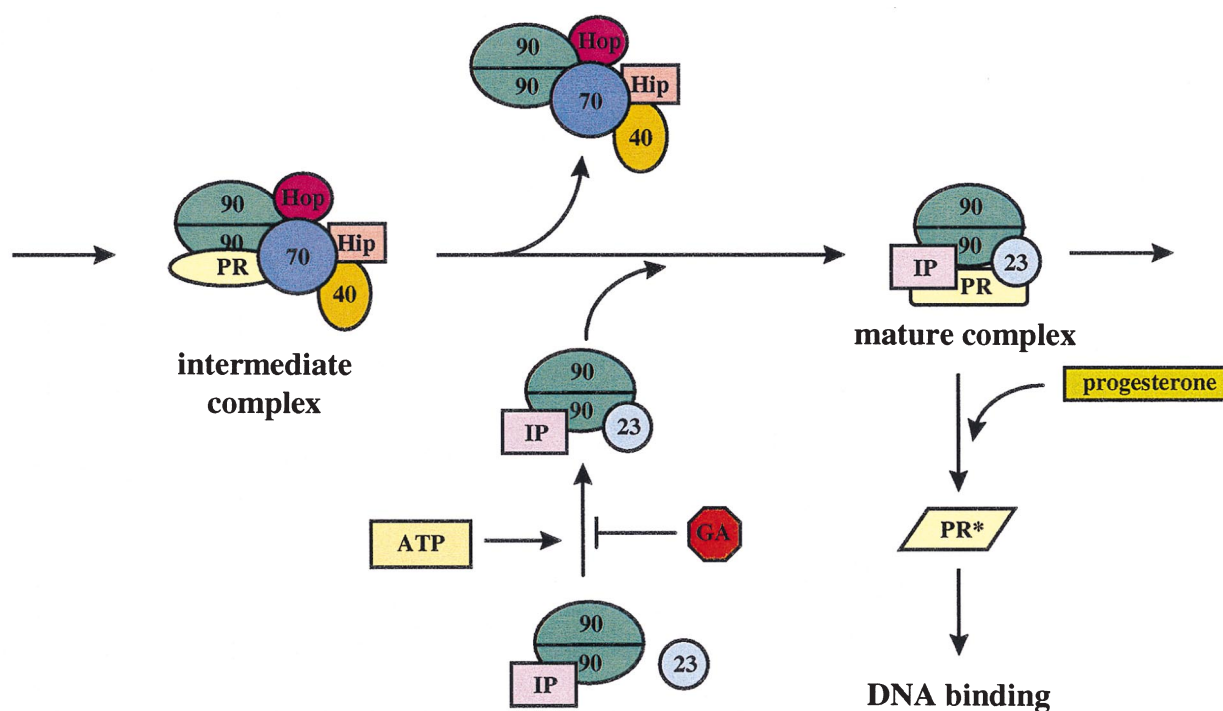 90
Hop
90
70
Hip
40
90
Hop
90
70
Hip
PR
40
intermediate
complex
90
90
IP
23
PR
mature complex
progesterone
90
90
IP
23
ATP
GA
PR*
90
90
23
IP
DNA binding